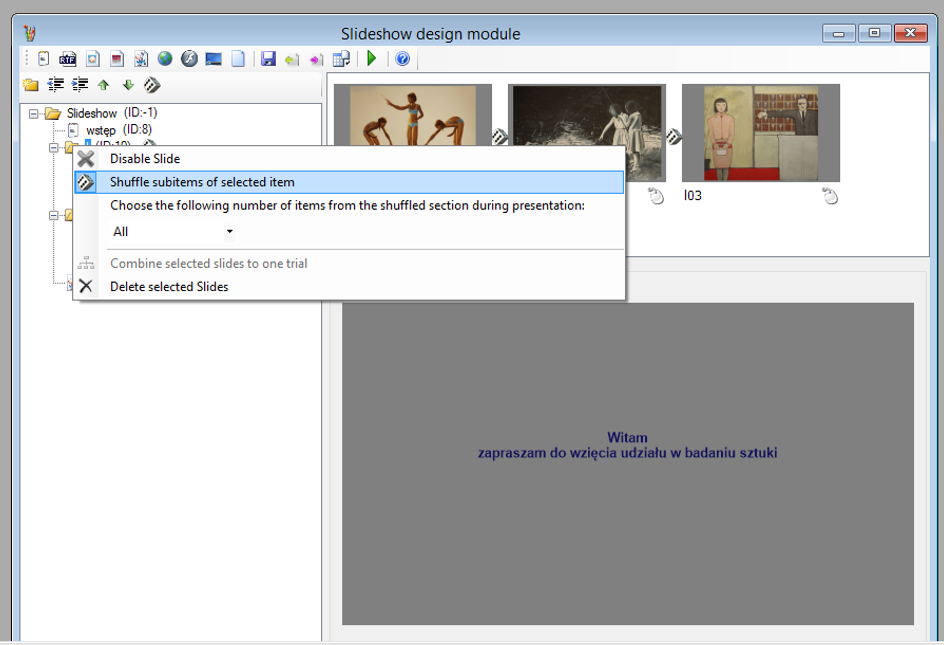 Slideshow design module
RTF
Slideshow (ID:-1)
wstęp (ID:8)
Disable Slide
Shuffle subitems of selected item
Choose the following number of items from the shuffled section during presentation:
All
Combine selected slides to one trial
Delete selected Slides
I03
Witam
zapraszam do wzięcia udziału w badaniu sztuki